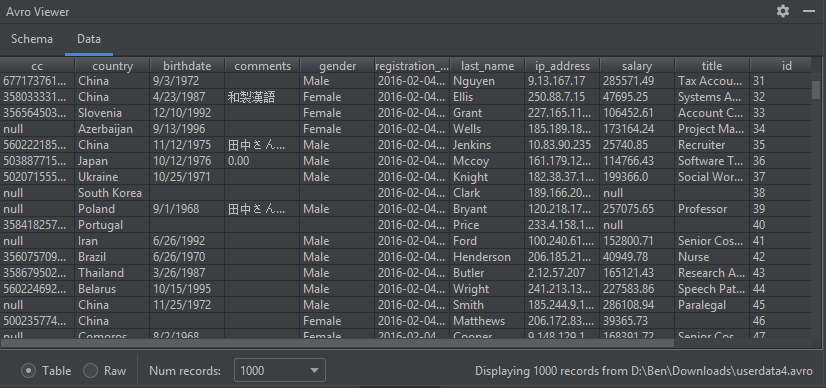 Avro Viewer
Schema Data
cc country birthdate comments gender registration_... last_name ip_address salary title id
677173761... China 9/3/1972 Male 2016-02-04... Nguyen 9.13.167.17 285571.49 Tax Accou... 31
358033331... China 4/23/1987 和製漢語 Female 2016-02-04... Ellis 250.88.7.15 47695.25 Systems A... 32
356564503... Slovenia 12/10/1992 Female 2016-02-04... Grant 227.165.11... 106452.61 Account C... 33
null Azerbaijan 9/13/1996 Female 2016-02-04... Wells 185.189.18... 173164.24 Project Ma... 34
560222185... China 11/12/1975 田中さん... Male 2016-02-04... Jenkins 10.83.90.235 25740.85 Recruiter 35
503887715... Japan 10/12/1976 0.00 Male 2016-02-04... Mccoy 161.179.12... 114766.43 Software T... 36
502071555... Ukraine 10/25/1971 Male 2016-02-04... Knight 182.38.37.1... 199366.0 Social Wor... 37
null South Korea 2016-02-04... Clark 189.166.20... null 38
null Poland 9/1/1968 田中さん... Male 2016-02-04... Bryant 120.218.17... 257075.65 Professor 39
358418257... Portugal 2016-02-04... Price 233.4.158.1... null 40
null Iran 6/26/1992 Male 2016-02-04... Ford 100.240.61.... 152800.71 Senior Cos... 41
356075709... Brazil 6/26/1970 Male 2016-02-04... Henderson 206.185.21... 40949.78 Nurse 42
358679502... Thailand 3/26/1987 Male 2016-02-04... Butler 2.12.57.207 165121.43 Research A... 43
560224692... Belarus 10/15/1995 Male 2016-02-04... Wright 241.213.13... 227583.86 Speech Pat... 44
null China 11/25/1972 Male 2016-02-04... Smith 185.244.9.1... 286108.94 Paralegal 45
500235774... China Female 2016-02-04... Matthews 206.172.83.... 39365.73 46
null Comoros 8/2/1968 Female 2016-02-04... Cooper 9.148.129.1... 168391.72 Senior Cos... 47
Table Raw Num records: 1000 Displaying 1000 records from D:\Ben\Downloads\userdata4.avro